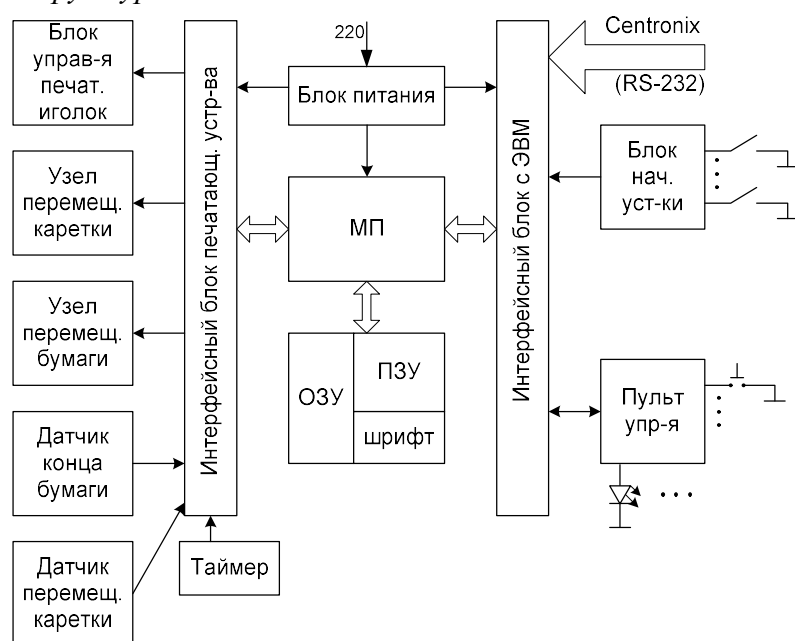 Блок
управ-я
печат.
иголок
Узел
перемещ.
каретки
Узел
перемещ.
бумаги
Датчик
конца
бумаги
Датчик
перемещ.
каретки
Интерфейсный блок печатающ. устр-ва
Таймер
220
Блок питания
МП
ОЗУ
ПЗУ
шрифт
Интерфейсный блок с ЭВМ
Centronix
(RS-232)
Блок
нач.
уст-ки
Пульт
упр-я